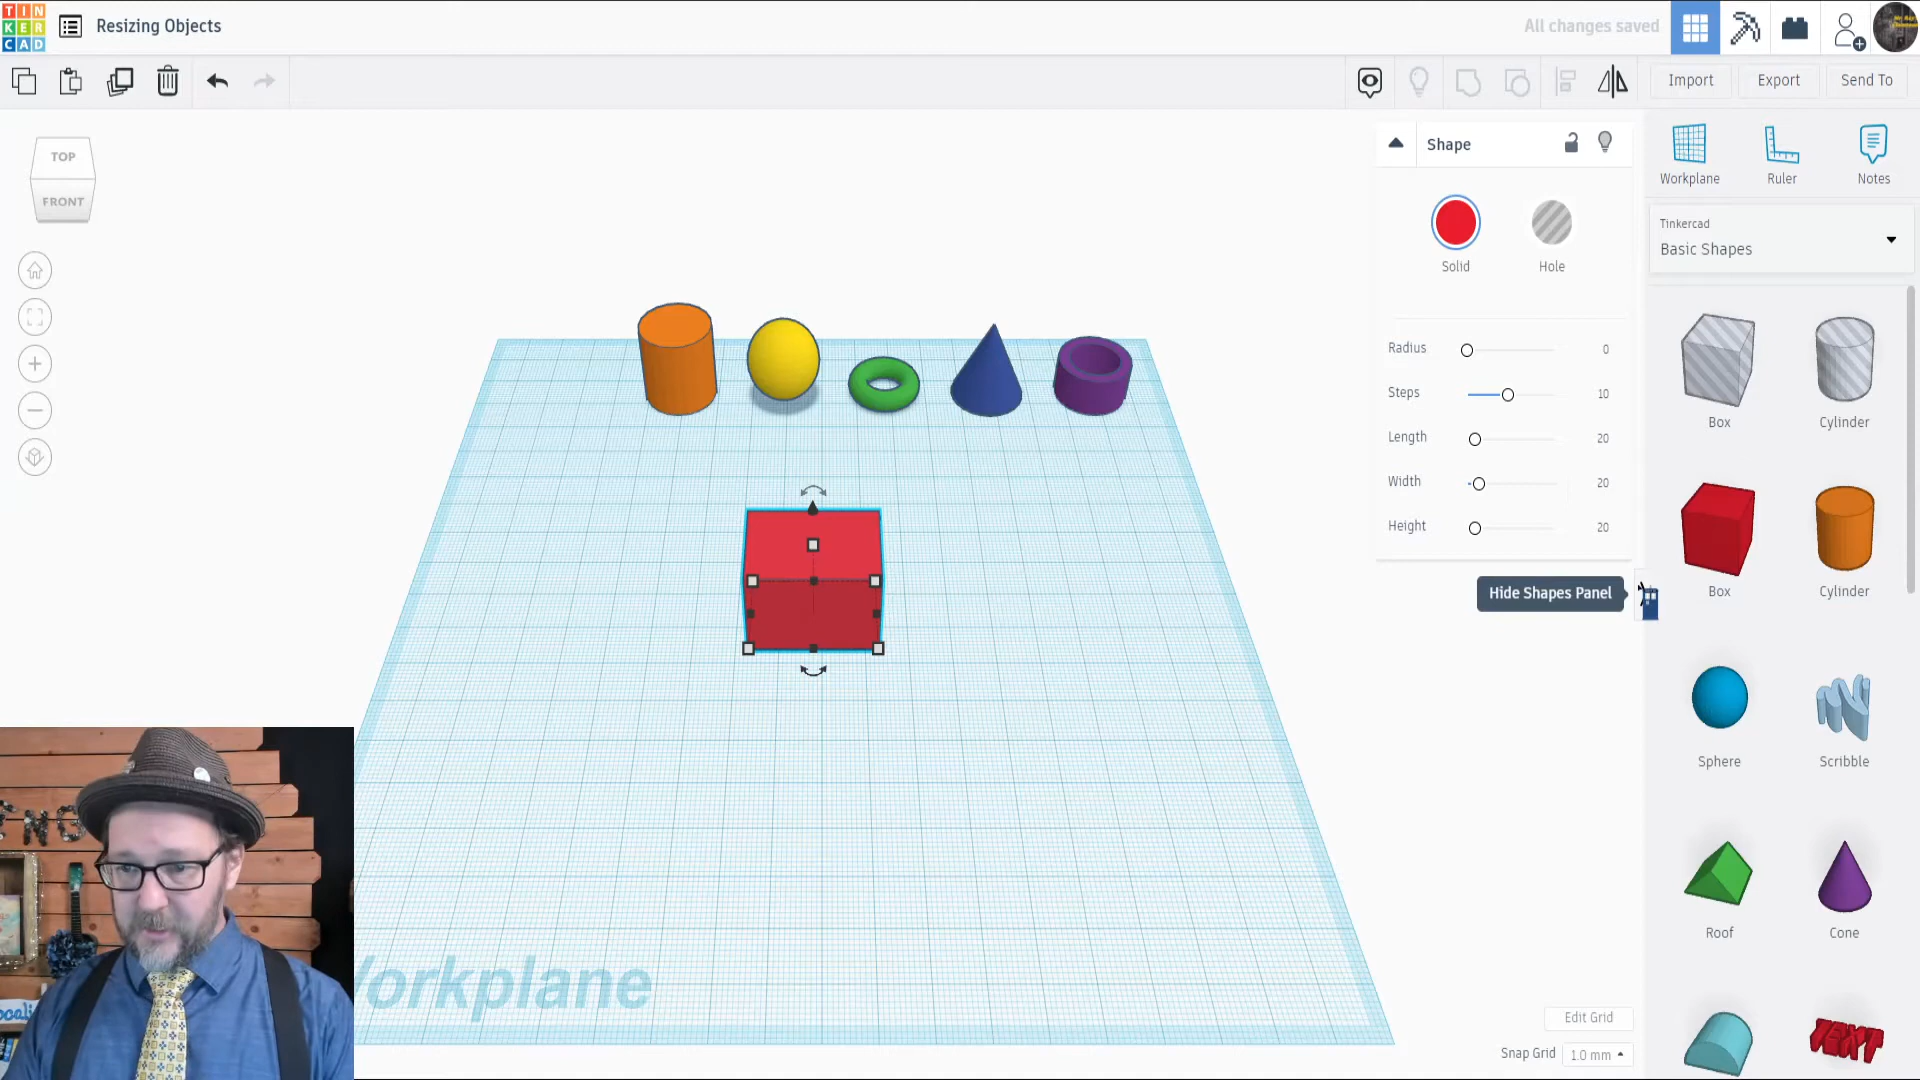 TIN
KER
CAD
Resizing Objects
All changes saved
Import
Export
Send To
TOP
FRONT
Shape
Solid
Hole
Radius
0
Steps
10
Length
20
Width
20
Height
20
Hide Shapes Panel
Workplane
Ruler
Notes
Tinkercad
Basic Shapes
Box
Cylinder
Box
Cylinder
Sphere
Scribble
Roof
Cone
TEXT
orkplane
Edit Grid
Snap Grid
1.0 mm